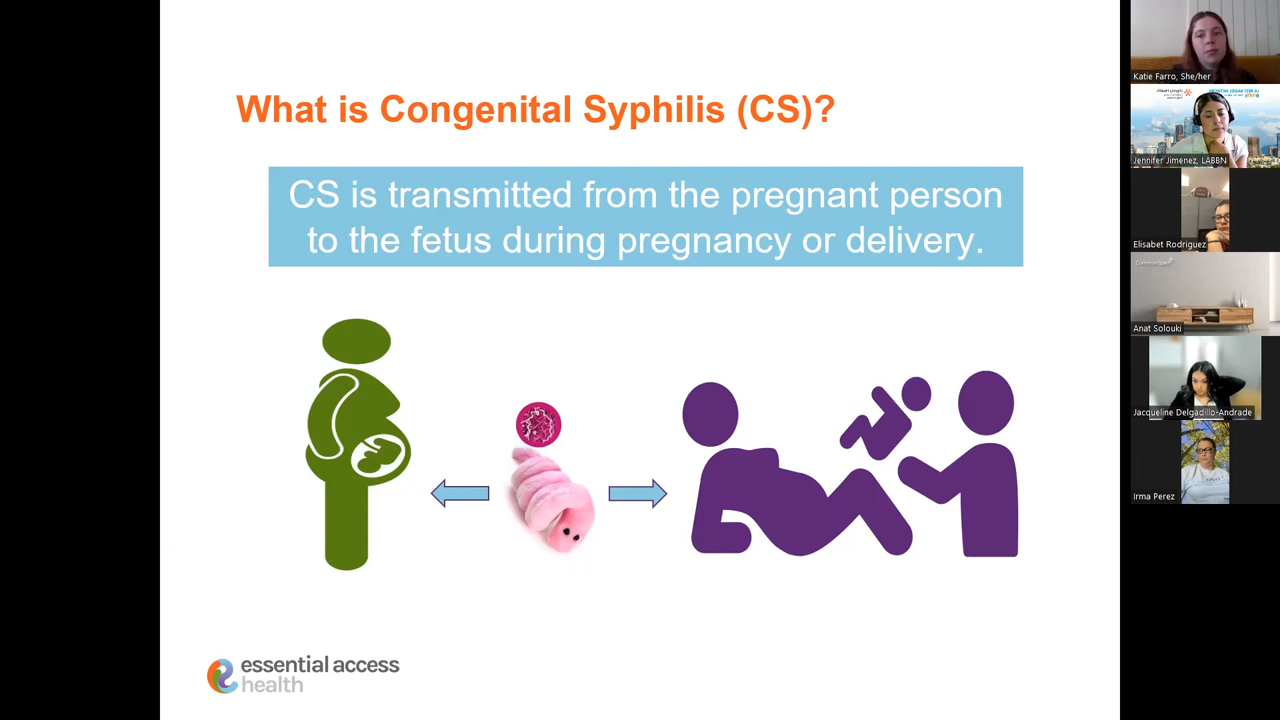 What is Congenital Syphilis (CS)?
CS is transmitted from the pregnant person
to the fetus during pregnancy or delivery.
essential access
health
Katie Farro, She/her
Jennifer Jimenez, LABBN
Elisabet Rodriguez
Anat Solouki
Jacqueline Delgadillo-Andrade
Irma Perez